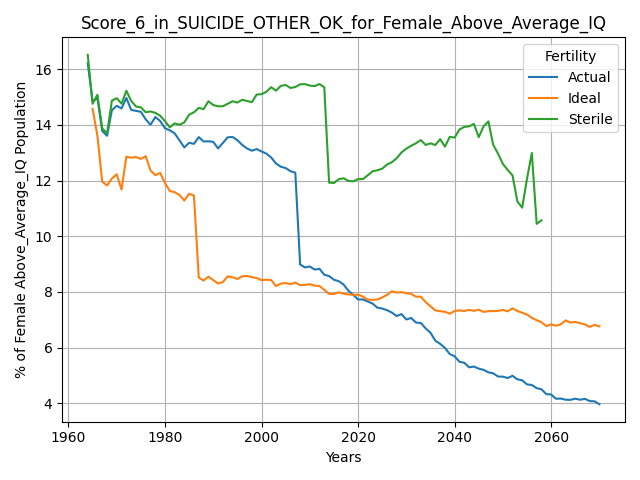 Score_6_in_SUICIDE_OTHER_OK_for_Female_Above_Average_IQ
% of Female Above_Average_IQ Population
16
14
12
10
8
6
4
Fertility
Actual
Ideal
Sterile
1960 1980 2000 2020 2040 2060
Years